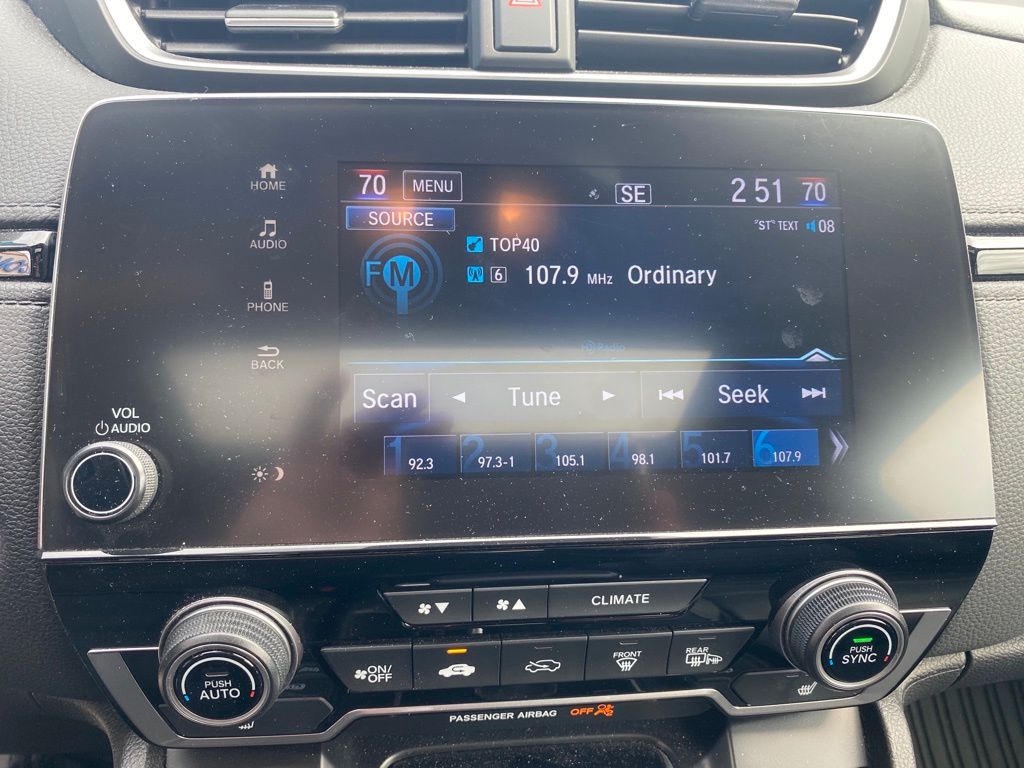 HOME
AUDIO
PHONE
BACK
VOL
AUDIO
70 MENU SE 2 51 70
SOURCE
"ST" TEXT 08
FM
TOP40
6 107.9 MHz Ordinary
HD Radio
Scan Tune Seek
1 92.3 2 97.3-1 3 105.1 4 98.1 5 101.7 6 107.9
CLIMATE
ON/OFF
FRONT
REAR
PUSH
AUTO
PUSH
SYNC
PASSENGER AIRBAG OFF